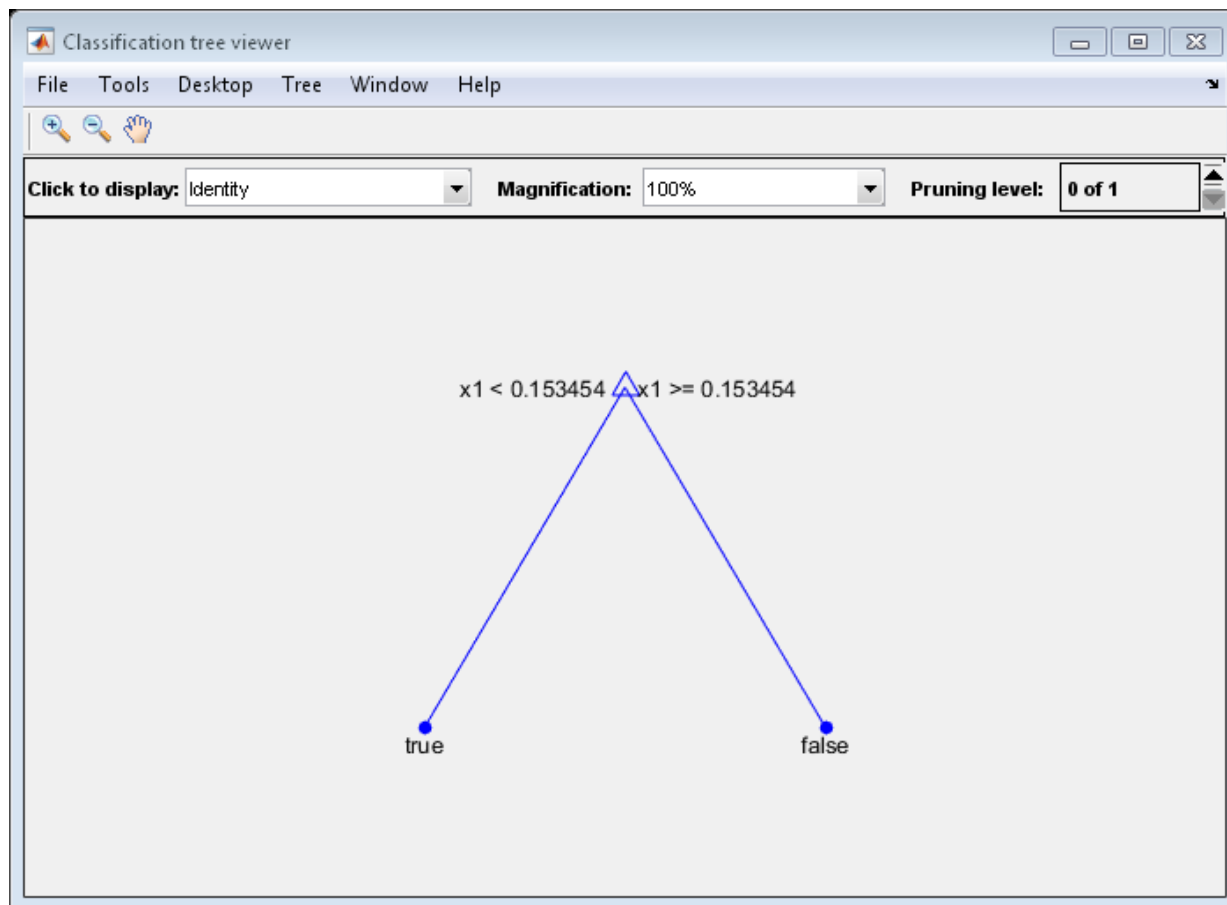 Classification tree viewer
File Tools Desktop Tree Window Help
Click to display: Identity Magnification: 100% Pruning level: 0 of 1
x1 < 0.153454 x1 >= 0.153454
true false